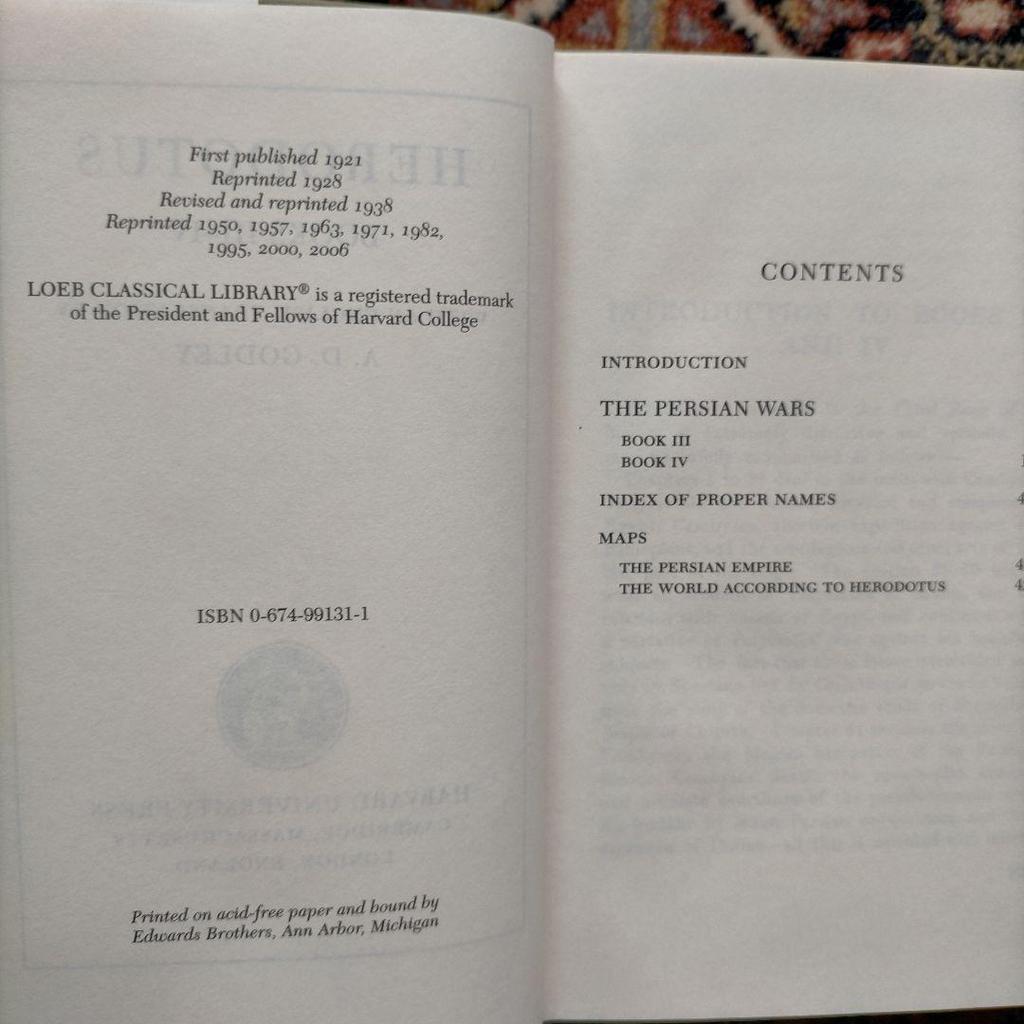 First published 1921
Reprinted 1928
Revised and reprinted 1938
Reprinted 1950, 1957, 1963, 1971, 1982,
1995, 2000, 2006
LOEB CLASSICAL LIBRARY® is a registered trademark
of the President and Fellows of Harvard College
ISBN 0-674-99131-1
Printed on acid-free paper and bound by
Edwards Brothers, Ann Arbor, Michigan
CONTENTS
INTRODUCTION
THE PERSIAN WARS
BOOK III
BOOK IV
INDEX OF PROPER NAMES
MAPS
THE PERSIAN EMPIRE
THE WORLD ACCORDING TO HERODOTUS